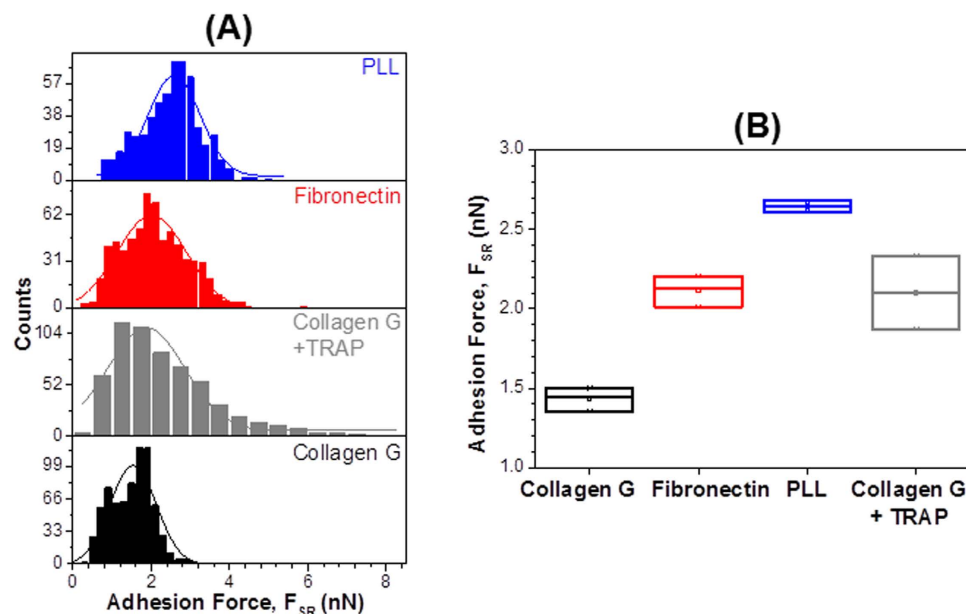 (A)
PLL
57
38
19
0
Fibronectin
62
31
0
Collagen G
+TRAP
104
52
0
Collagen G
99
66
33
0
Counts
0 2 4 6 8
Adhesion Force, F_SR (nN)
(B)
3.0
2.5
2.0
1.5
1.0
Adhesion Force, F_SR (nN)
Collagen G Fibronectin PLL Collagen G
+ TRAP